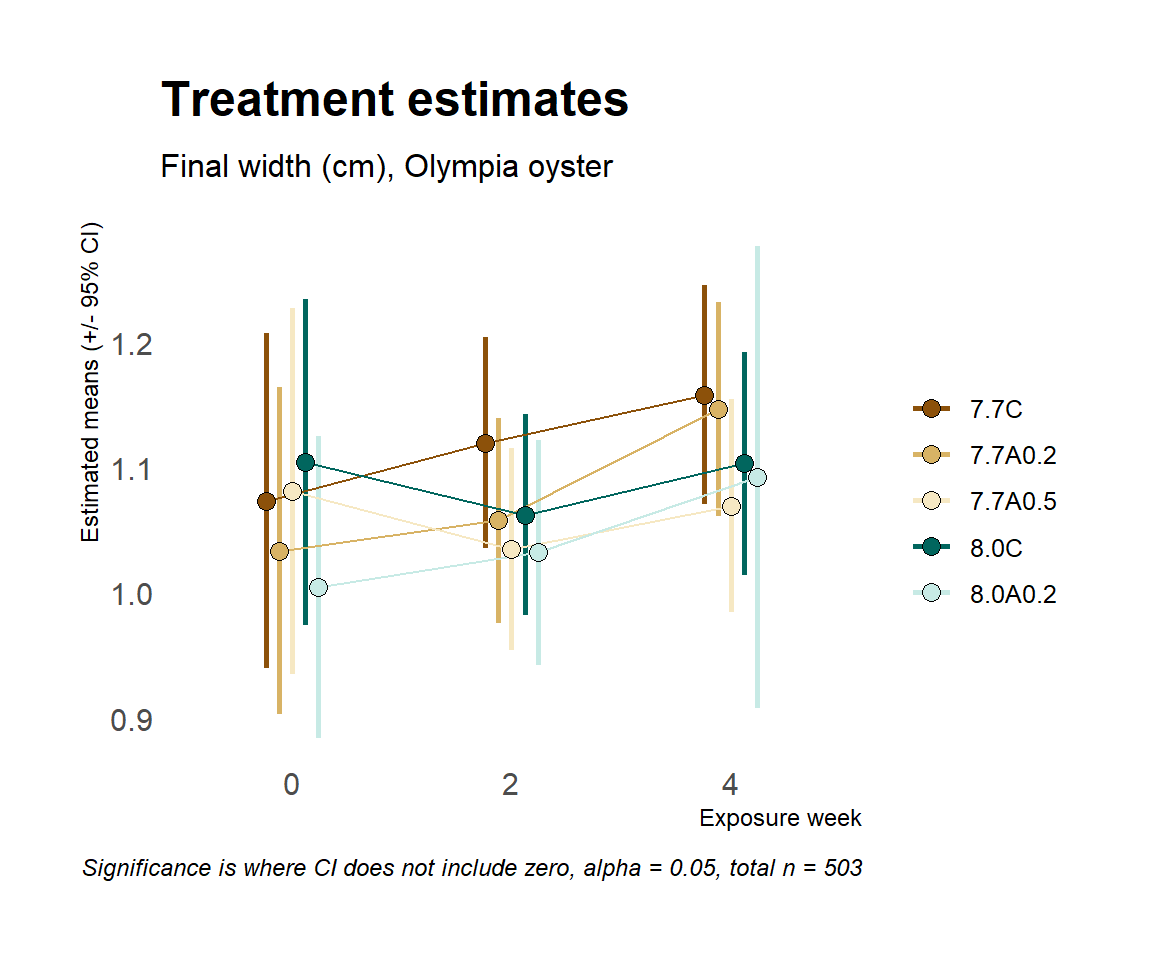 Treatment estimates
Final width (cm), Olympia oyster
Estimated means (+/- 95% CI)
1.2
1.1
1.0
0.9
0
2
4
Exposure week
7.7C
7.7A0.2
7.7A0.5
8.0C
8.0A0.2
Significance is where CI does not include zero, alpha = 0.05, total n = 503